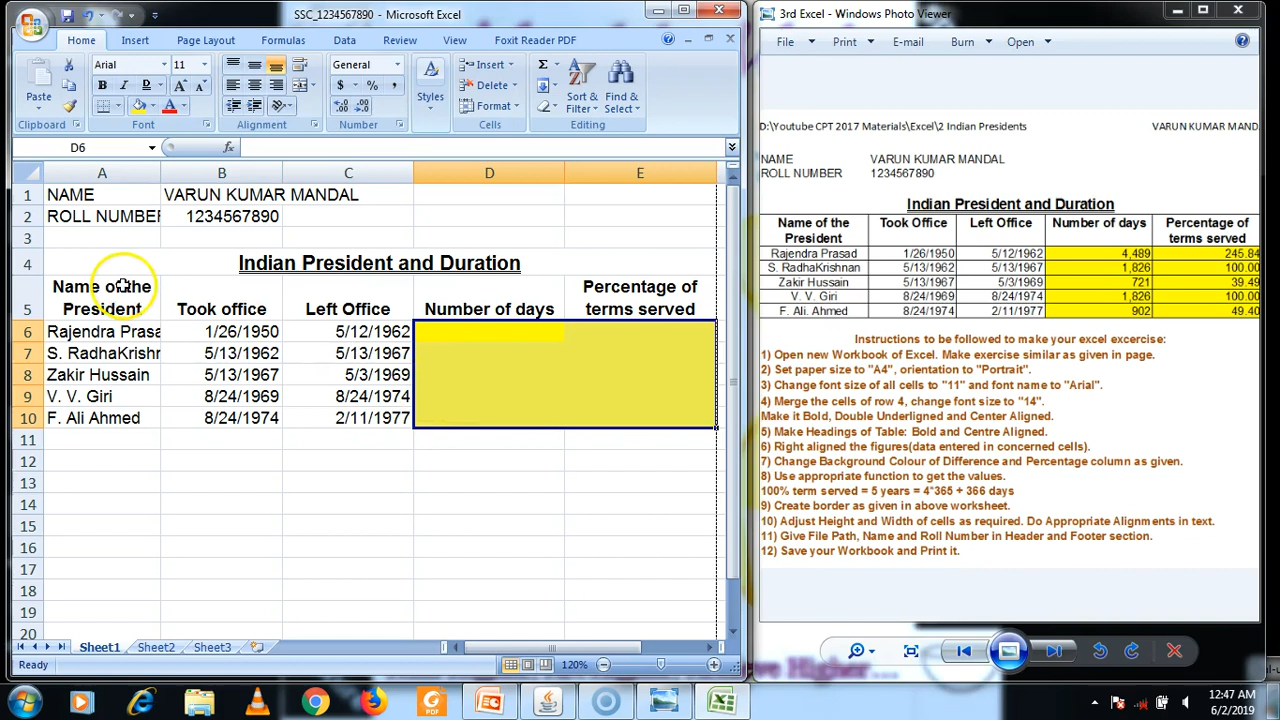 SSC_1234567890 - Microsoft Excel
Home Insert Page Layout Formulas Data Review View Foxit Reader PDF
Paste
Clipboard
Arial 11
B I D
A A
A
Font
Alignment
General
$ % ,
Number
Styles
Insert
Delete
Format
Cells
Σ
Sort & Filter
Find & Select
Editing
D6 fx
A B C D E
1 NAME VARUN KUMAR MANDAL
2 ROLL NUMBER 1234567890
3
4 Indian President and Duration
5 Name of the President Took office Left Office Number of days Percentage of terms served
6 Rajendra Prasa 1/26/1950 5/12/1962
7 S. RadhaKrishr 5/13/1962 5/13/1967
8 Zakir Hussain 5/13/1967 5/3/1969
9 V. V. Giri 8/24/1969 8/24/1974
10 F. Ali Ahmed 8/24/1974 2/11/1977
11
12
13
14
15
16
17
18
19
20
Sheet1 Sheet2 Sheet3
Ready 120%
3rd Excel - Windows Photo Viewer
File Print E-mail Burn Open
D:\Youtube CPT 2017 Materials\Excel\2 Indian Presidents VARUN KUMAR MAND
NAME VARUN KUMAR MANDAL
ROLL NUMBER 1234567890
Indian President and Duration
Name of the President Took Office Left Office Number of days Percentage of terms served
Rajendra Prasad 1/26/1950 5/12/1962 4,489 245.84
S. RadhaKrishnan 5/13/1962 5/13/1967 1,826 100.00
Zakir Hussain 5/13/1967 5/3/1969 721 39.49
V. V. Giri 8/24/1969 8/24/1974 1,826 100.00
F. Ali. Ahmed 8/24/1974 2/11/1977 902 49.40
Instructions to be followed to make your excel excercise:
1) Open new Workbook of Excel. Make exercise similar as given in page.
2) Set paper size to "A4", orientation to "Portrait".
3) Change font size of all cells to "11" and font name to "Arial".
4) Merge the cells of row 4, change font size to "14".
Make it Bold, Double Underligned and Center Aligned.
5) Make Headings of Table: Bold and Centre Aligned.
6) Right aligned the figures(data entered in concerned cells).
7) Change Background Colour of Difference and Percentage column as given.
8) Use appropriate function to get the values.
100% term served = 5 years = 4*365 + 366 days
9) Create border as given in above worksheet.
10) Adjust Height and Width of cells as required. Do Appropriate Alignments in text.
11) Give File Path, Name and Roll Number in Header and Footer section.
12) Save your Workbook and Print it.
12:47 AM
6/2/2019